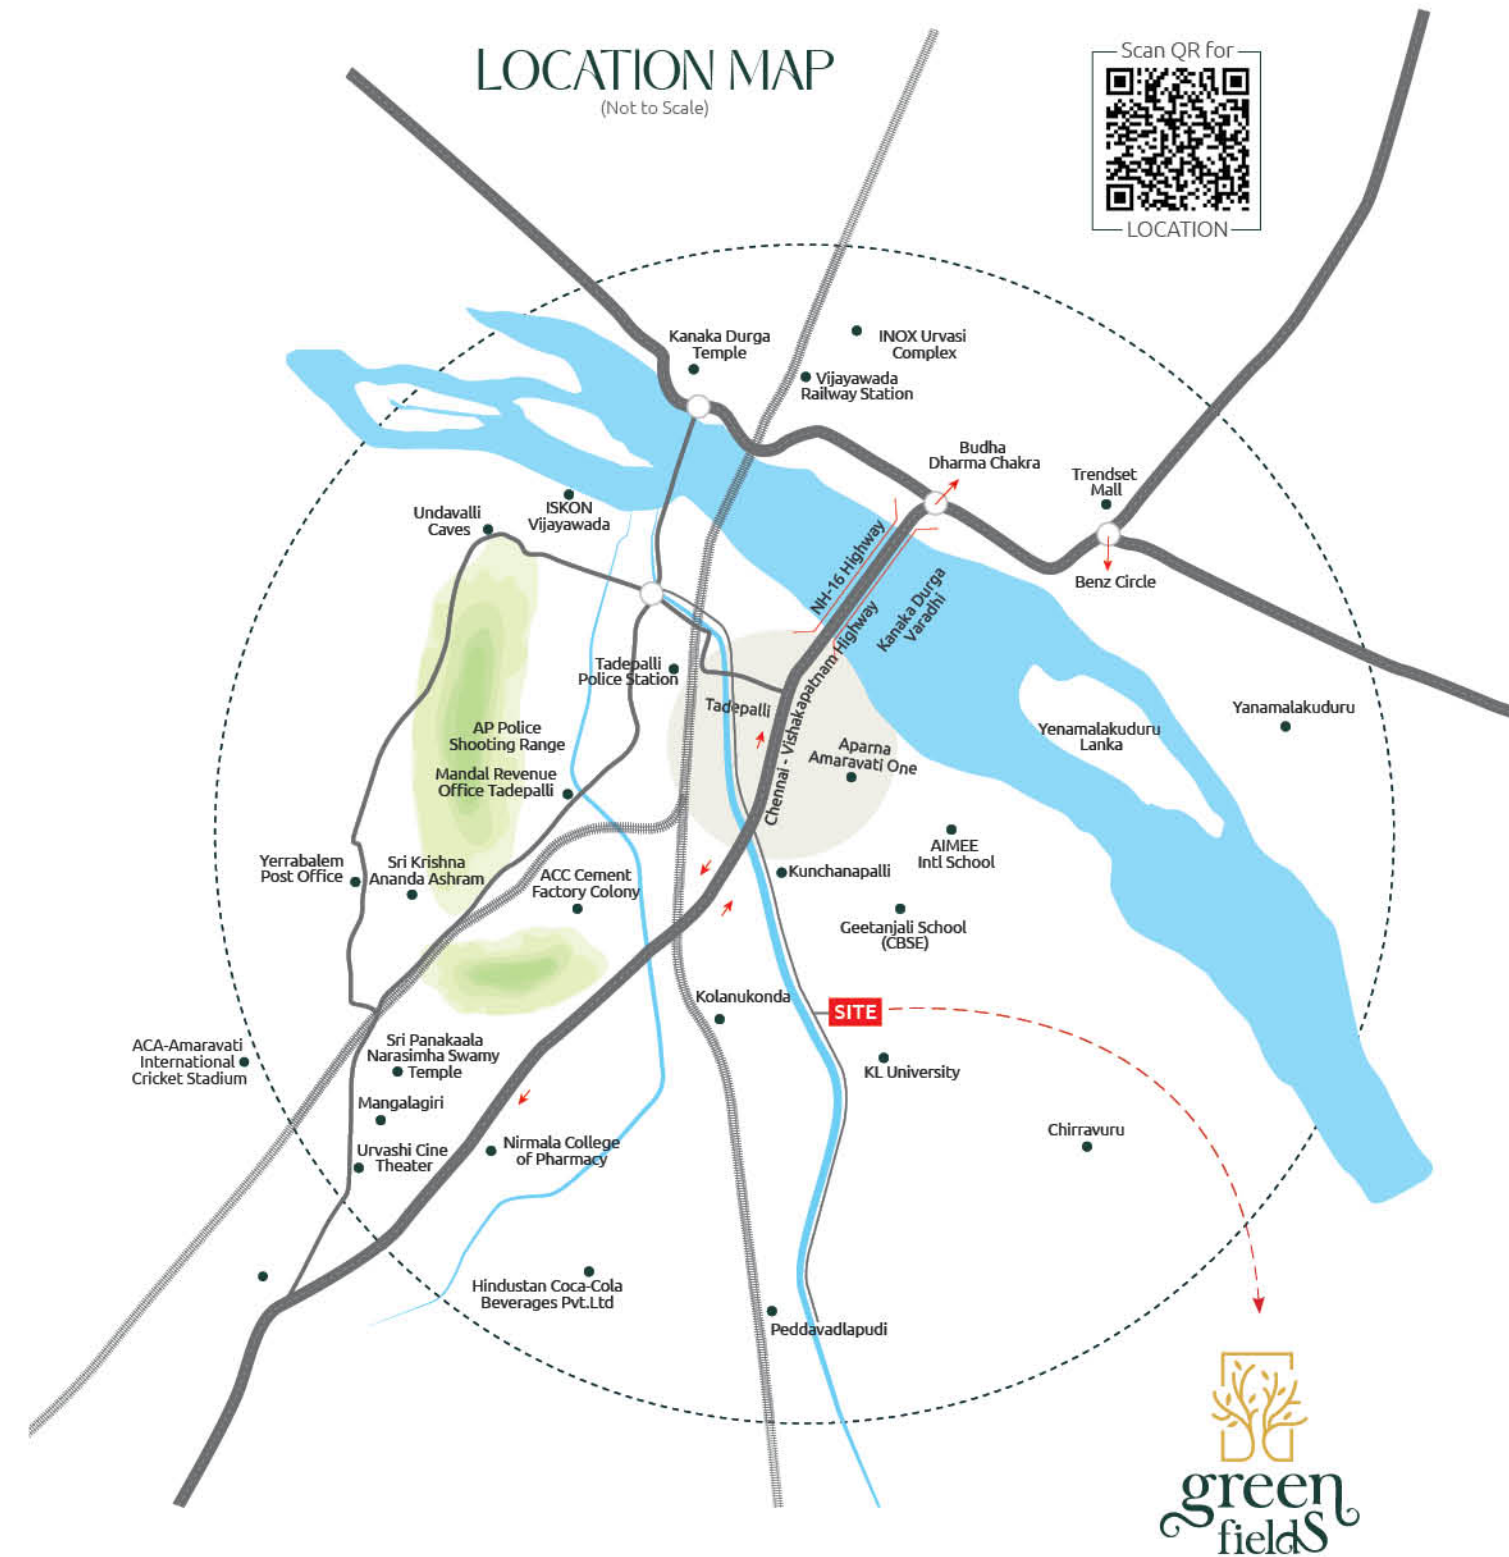 LOCATION MAP
(Not to Scale)
Scan QR for
LOCATION
Kanaka Durga
Temple
INOX Urvasi
Complex
Vijayawada
Railway Station
Budha
Dharma Chakra
Trendset
Mall
Benz Circle
ISKON
Vijayawada
Undavalli
Caves
NH-16 Highway
Kanaka Durga
Varadhi
Chennai - Vishakapatnam Highway
Tadepalli
Police Station
Tadepalli
Yenamalakuduru
Lanka
Yanamalakuduru
AP Police
Shooting Range
Aparna
Amaravati One
Mandal Revenue
Office Tadepalli
AIMEE
Intl School
Yerrabalem
Post Office
Sri Krishna
Ananda Ashram
ACC Cement
Factory Colony
Kunchanapalli
Geetanjali School
(CBSE)
Kolanukonda
SITE
ACA-Amaravati
International
Cricket Stadium
Sri Panakaala
Narasimha Swamy
Temple
KL University
Mangalagiri
Chirravuru
Urvashi Cine
Theater
Nirmala College
of Pharmacy
Hindustan Coca-Cola
Beverages Pvt.Ltd
Peddavadlapudi
green
fields